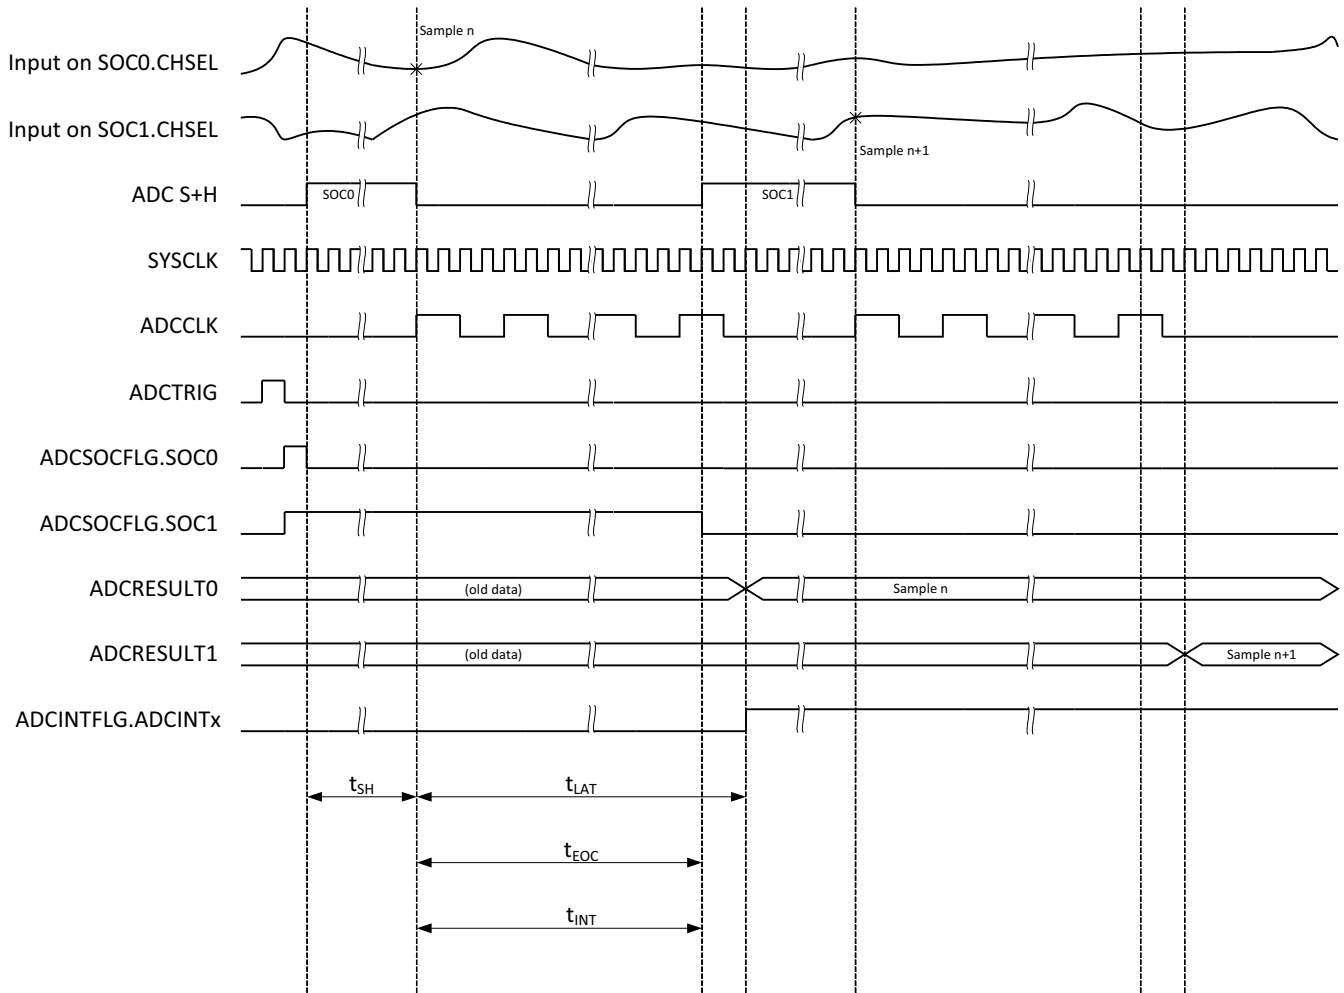 Sample n
Input on SOC0.CHSEL
Input on SOC1.CHSEL
Sample n+1
ADC S+H
SOC0
SOC1
SYSCLK
ADCCLK
ADCTRIG
ADCSOCFLG.SOC0
ADCSOCFLG.SOC1
ADCRESULT0
(old data)
Sample n
ADCRESULT1
(old data)
Sample n+1
ADCINTFLG.ADCINTx
tSH
tLAT
tEOC
tINT